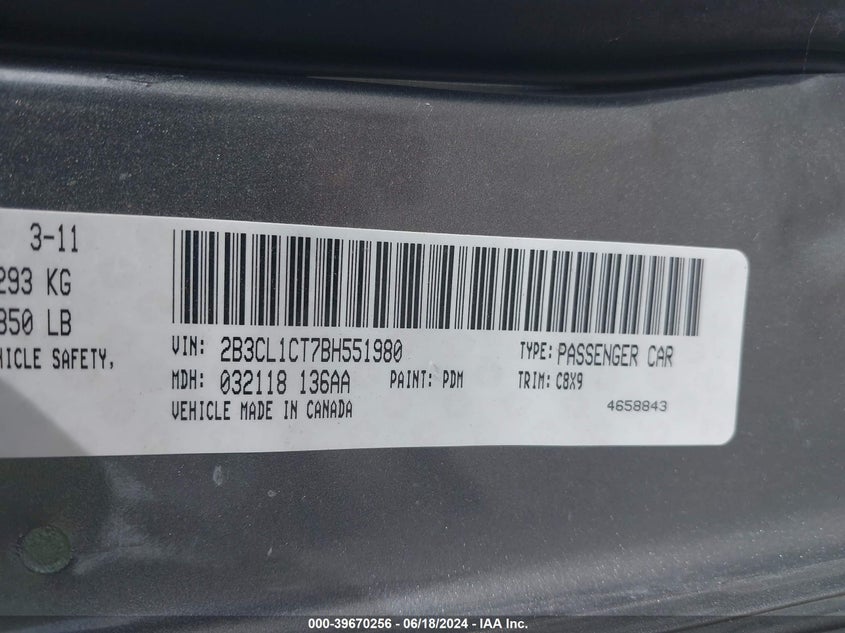 3-11
293 KG
850 LB
HICLE SAFETY,
VIN: 2B3CL1CT7BH551980 TYPE: PASSENGER CAR
MDH: 032118 136AA PAINT: PDM TRIM: C8X9
VEHICLE MADE IN CANADA 4658843
000-39670256 - 06/18/2024 - IAA Inc.